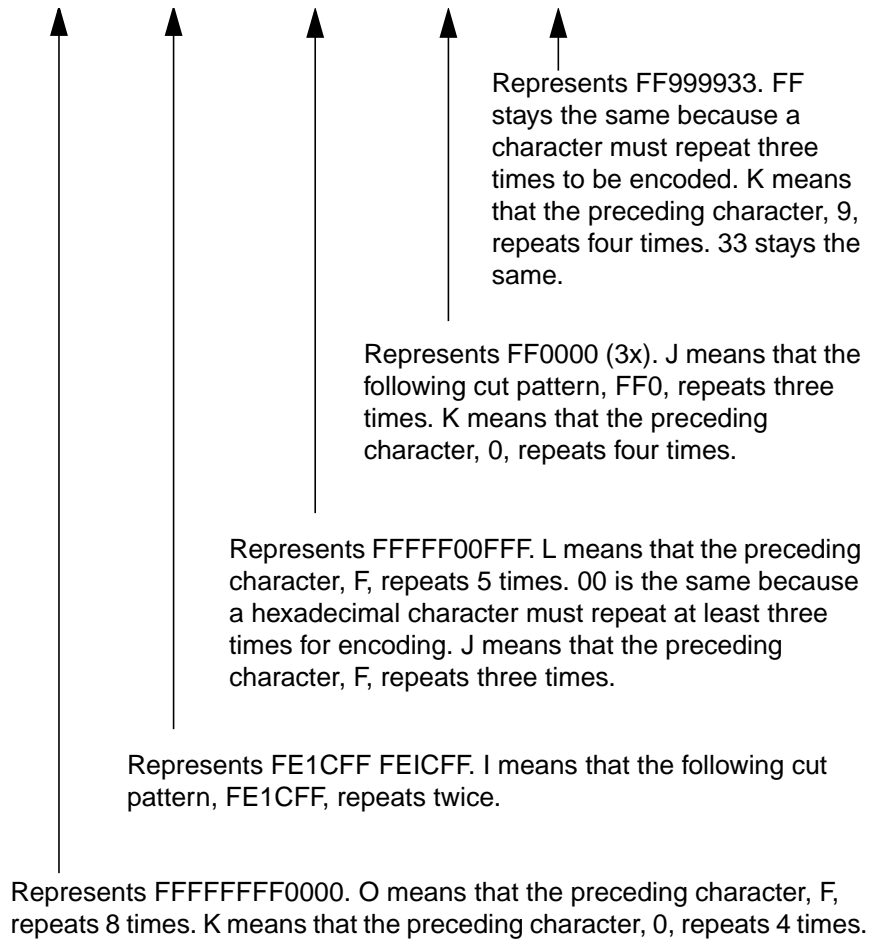 Represents FF999933. FF
stays the same because a
character must repeat three
times to be encoded. K means
that the preceding character, 9,
repeats four times. 33 stays the
same.
Represents FF0000 (3x). J means that the
following cut pattern, FF0, repeats three
times. K means that the preceding
character, 0, repeats four times.
Represents FFFFF00FFF. L means that the preceding
character, F, repeats 5 times. 00 is the same because
a hexadecimal character must repeat at least three
times for encoding. J means that the preceding
character, F, repeats three times.
Represents FE1CFF FEICFF. I means that the following cut
pattern, FE1CFF, repeats twice.
Represents FFFFFFFF0000. O means that the preceding character, F,
repeats 8 times. K means that the preceding character, 0, repeats 4 times.